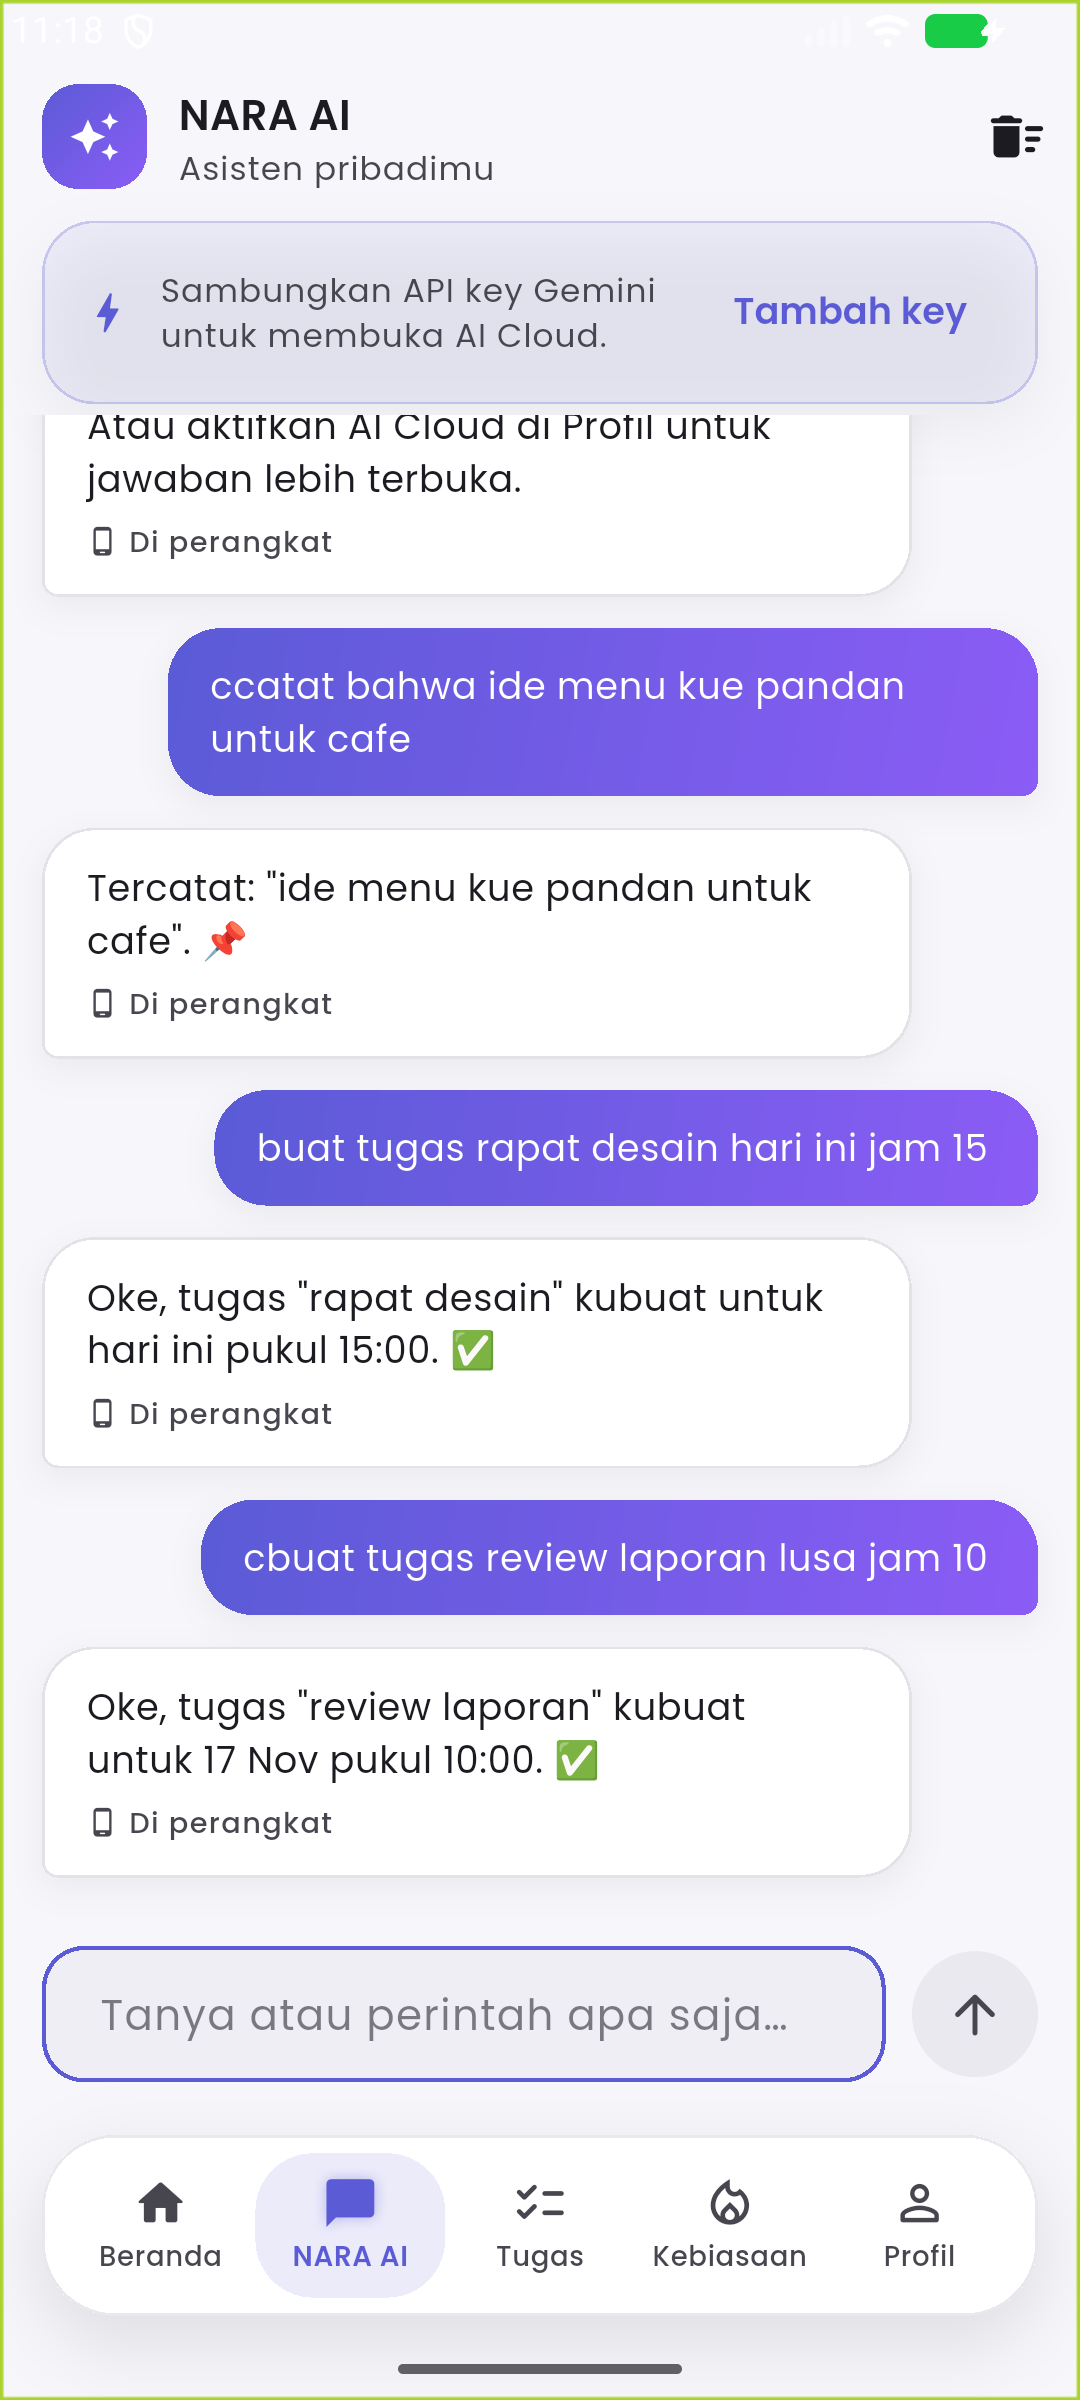 11:18
NARA AI
Asisten pribadimu
Sambungkan API key Gemini
untuk membuka AI Cloud.
Tambah key
Atau aktifkan AI Cloud di Profil untuk
jawaban lebih terbuka.
Di perangkat
ccatat bahwa ide menu kue pandan
untuk cafe
Tercatat: "ide menu kue pandan untuk
cafe". 📌
Di perangkat
buat tugas rapat desain hari ini jam 15
Oke, tugas "rapat desain" kubuat untuk
hari ini pukul 15:00. ✅
Di perangkat
cbuat tugas review laporan lusa jam 10
Oke, tugas "review laporan" kubuat
untuk 17 Nov pukul 10:00. ✅
Di perangkat
Tanya atau perintah apa saja...
Beranda
NARA AI
Tugas
Kebiasaan
Profil